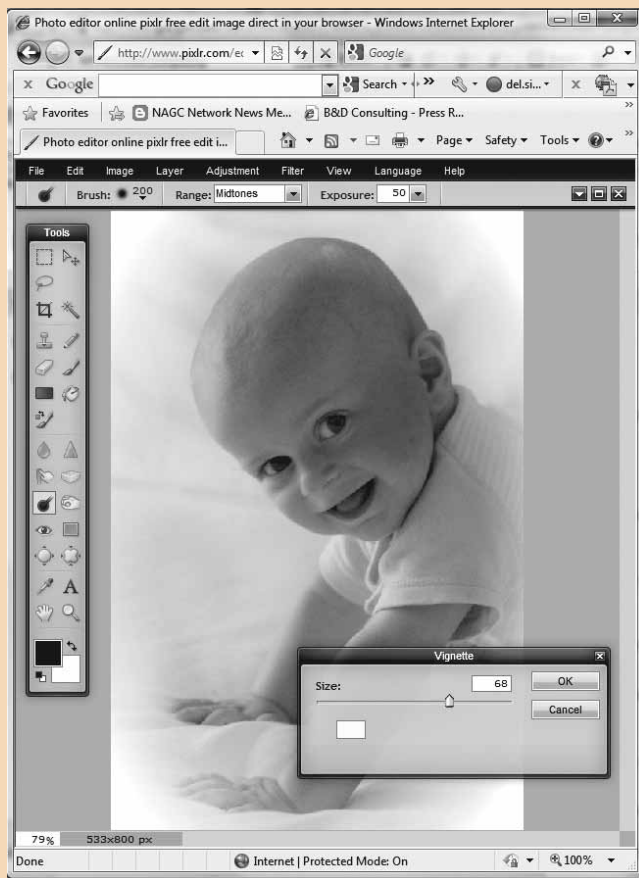 Photo editor online pixlr free edit image direct in your browser - Windows Internet Explorer
http://www.pixlr.com/ec
Google
x Google Search del.si... x
Favorites NAGC Network News Me... B&D Consulting - Press R...
Photo editor online pixlr free edit i... Page Safety Tools
File Edit Image Layer Adjustment Filter View Language Help
Brush: 200 Range: Midtones Exposure: 50
Tools
A
Vignette
Size: 68 OK
Cancel
79% 533x800 px
Done Internet | Protected Mode: On 100%